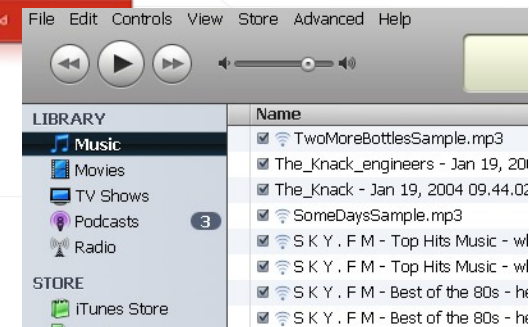 File Edit Controls View Store Advanced Help
LIBRARY
Music
Movies
TV Shows
Podcasts 3
Radio
STORE
iTunes Store
Name
TwoMoreBottlesSample.mp3
The_Knack_engineers - Jan 19, 200
The_Knack - Jan 19, 2004 09.44.02
SomeDaysSample.mp3
S K Y . F M - Top Hits Music - wh
S K Y . F M - Top Hits Music - wh
S K Y . F M - Best of the 80s - he
S K Y . F M - Best of the 80s - he